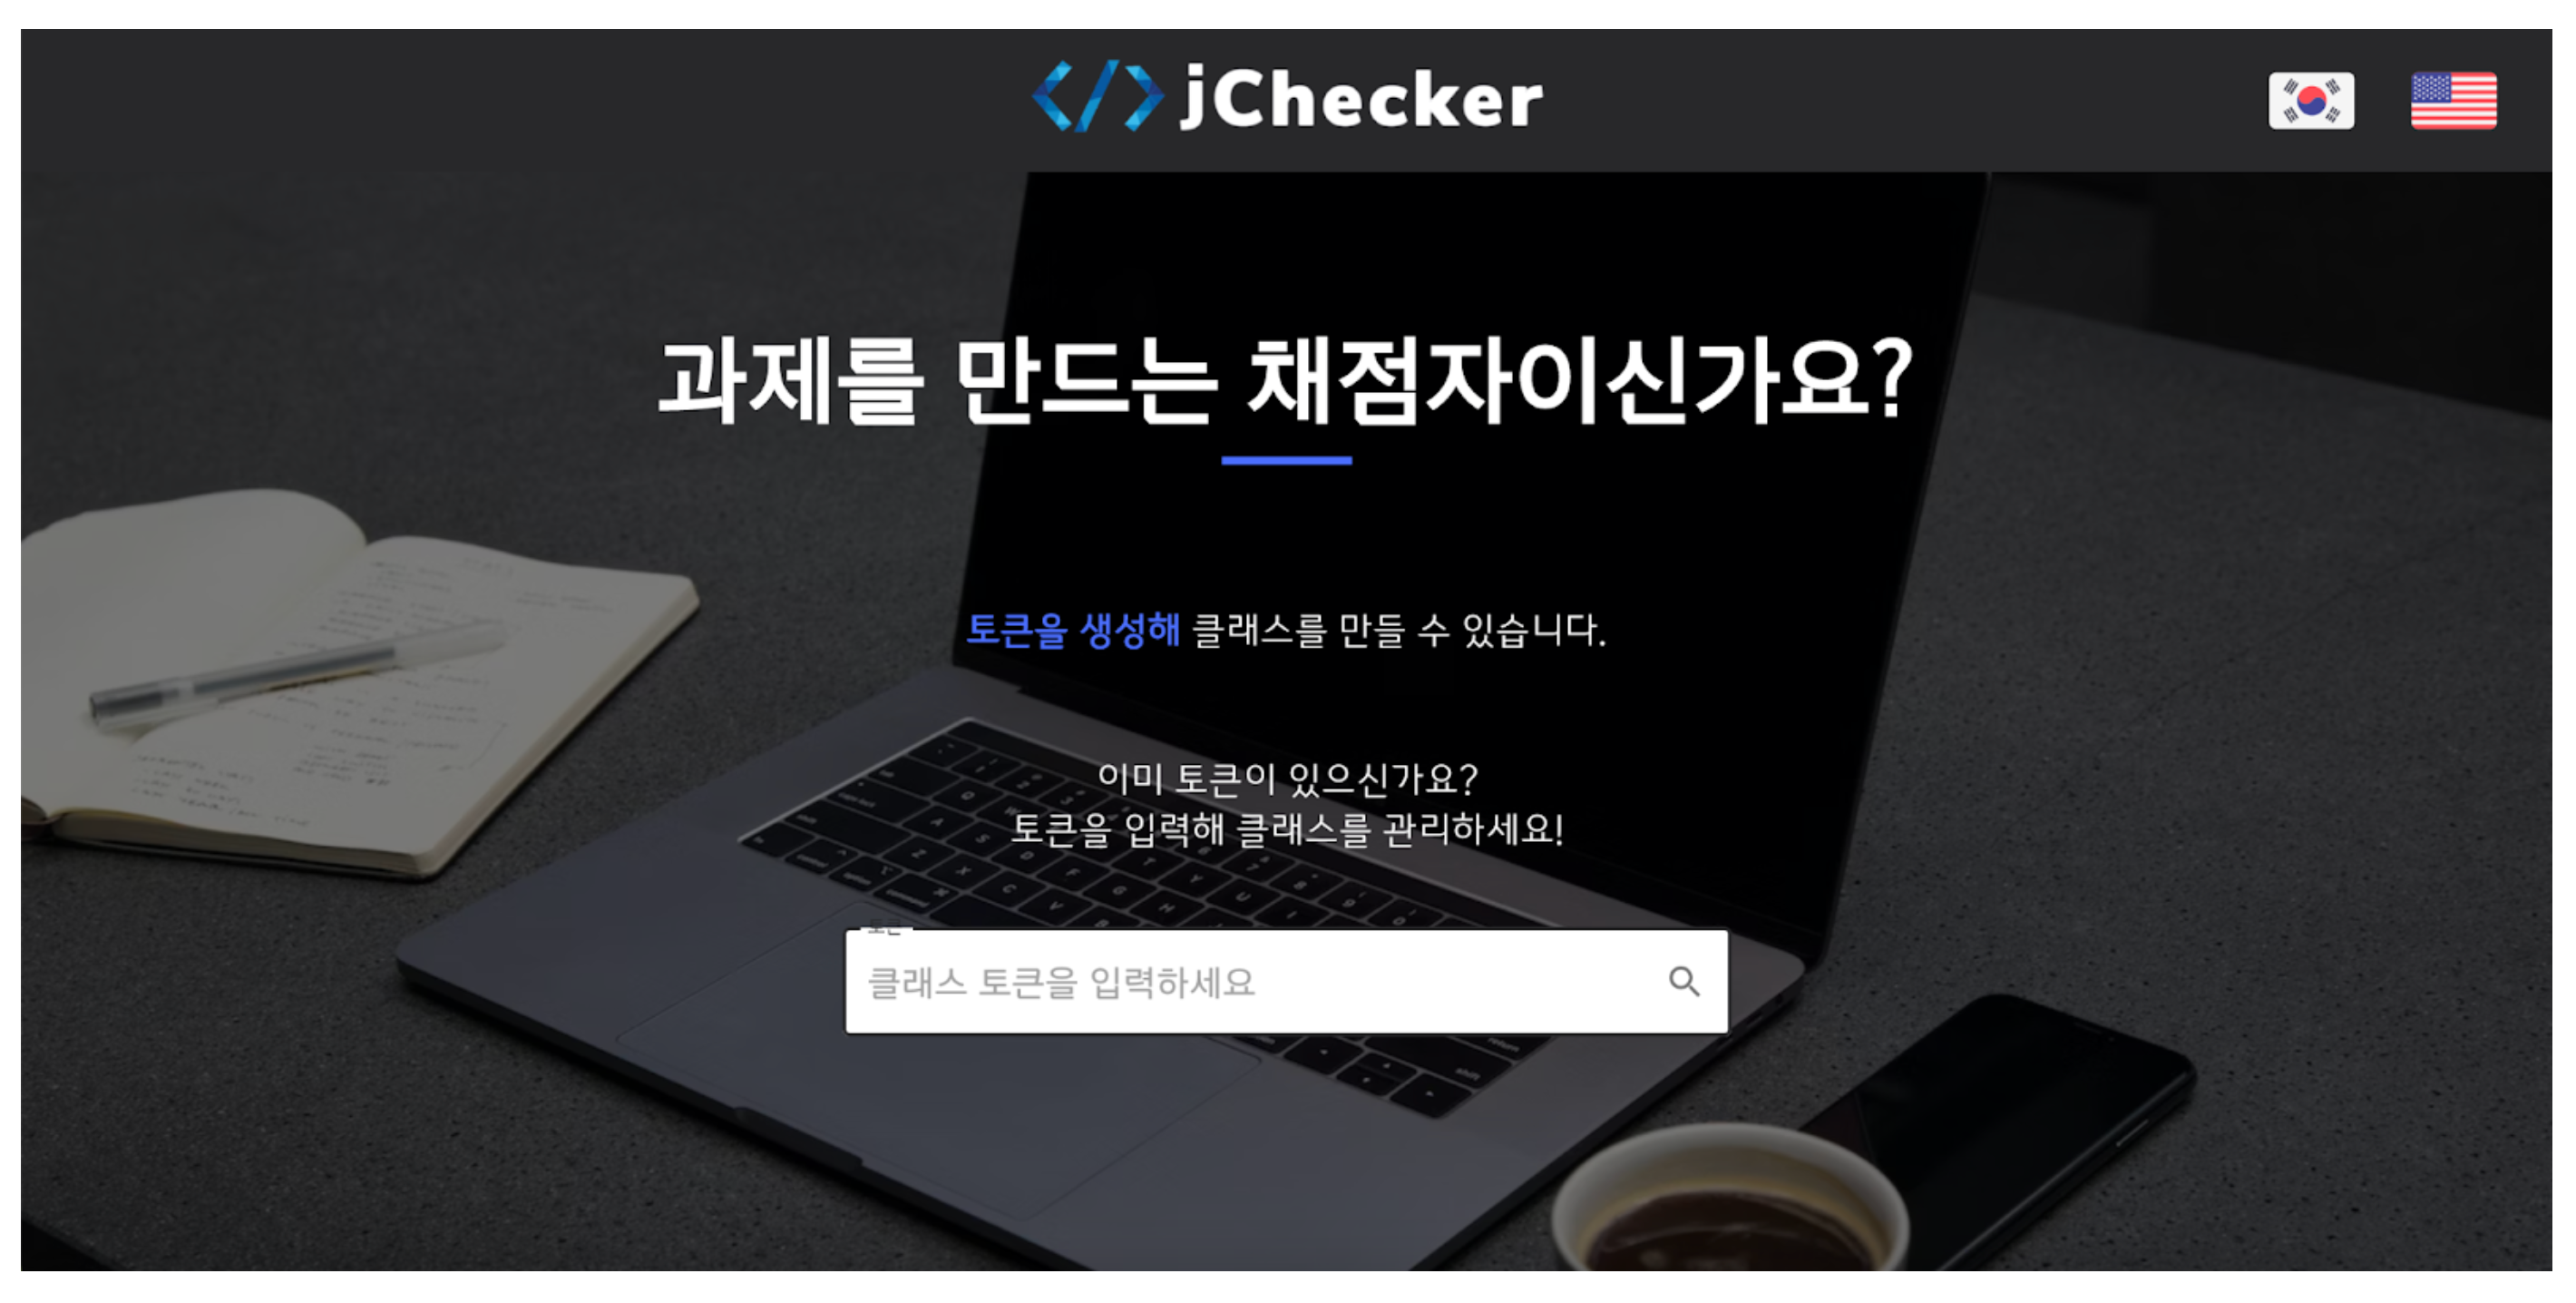 jChecker
과제를 만드는 채점자이신가요?
토큰을 생성해 클래스를 만들 수 있습니다.
이미 토큰이 있으신가요?
토큰을 입력해 클래스를 관리하세요!
토큰
클래스 토큰을 입력하세요